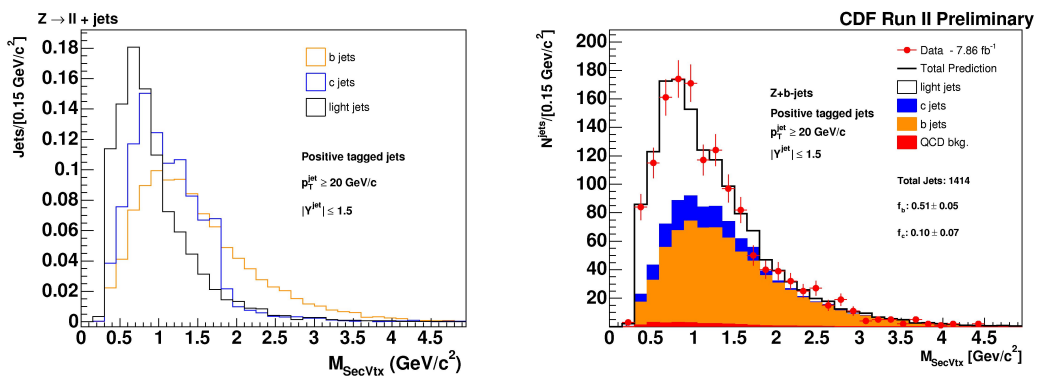 Z → ll + jets
Jets/[0.15 GeV/c²]
0.18
0.16
0.14
0.12
0.1
0.08
0.06
0.04
0.02
0
b jets
c jets
light jets
Positive tagged jets
p_T^jet ≥ 20 GeV/c
|Y^jet| ≤ 1.5
0 0.5 1 1.5 2 2.5 3 3.5 4 4.5
M_SecVtx (GeV/c²)
CDF Run II Preliminary
N^jets/[0.15 GeV/c²]
200
180
160
140
120
100
80
60
40
20
Data - 7.86 fb⁻¹
Total Prediction
light jets
c jets
b jets
QCD bkg.
Z+b-jets
Positive tagged jets
p_T^jet ≥ 20 GeV/c
|Y^jet| ≤ 1.5
Total Jets: 1414
f_b: 0.51 ± 0.05
f_c: 0.10 ± 0.07
0 0.5 1 1.5 2 2.5 3 3.5 4 4.5
M_SecVtx [GeV/c²]